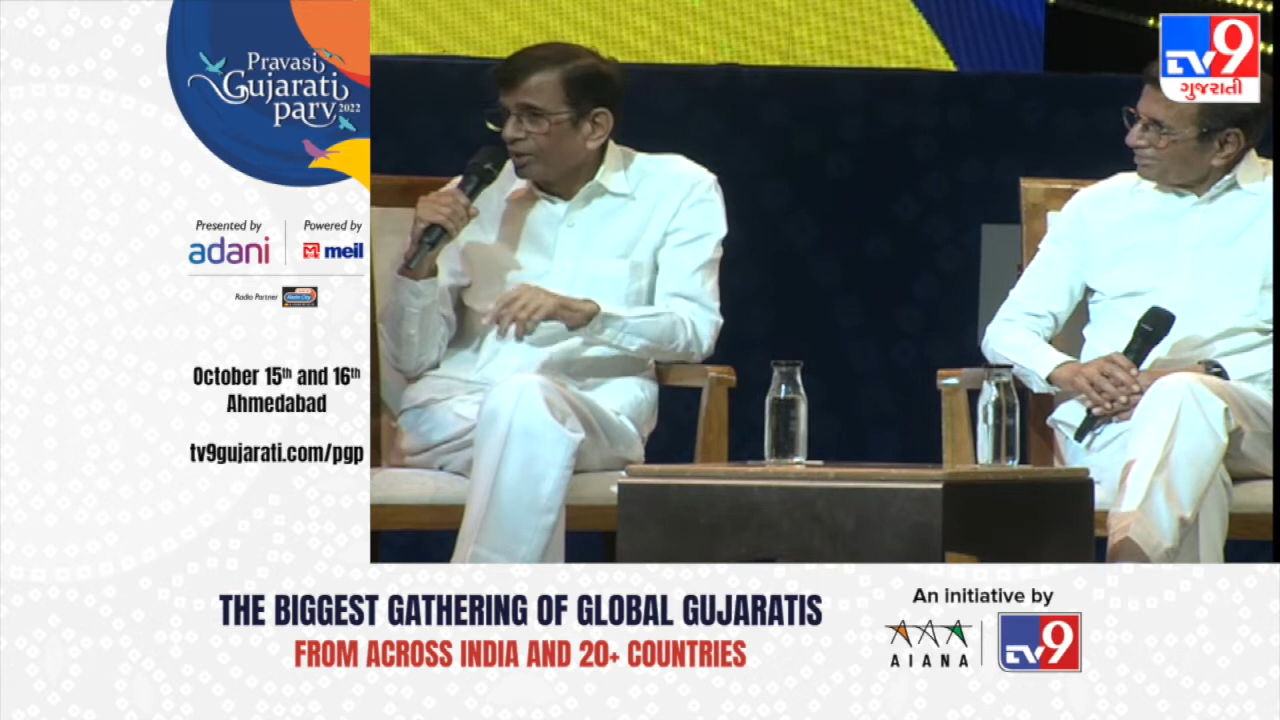 Pravasi
Gujarati
parv 2022
Presented by
adani
Powered by
meil
Radio Partner
Radio City
October 15th and 16th
Ahmedabad
tv9gujarati.com/pgp
TV9
ગુજરાતી
THE BIGGEST GATHERING OF GLOBAL GUJARATIS
FROM ACROSS INDIA AND 20+ COUNTRIES
An initiative by
AIANA
TV9